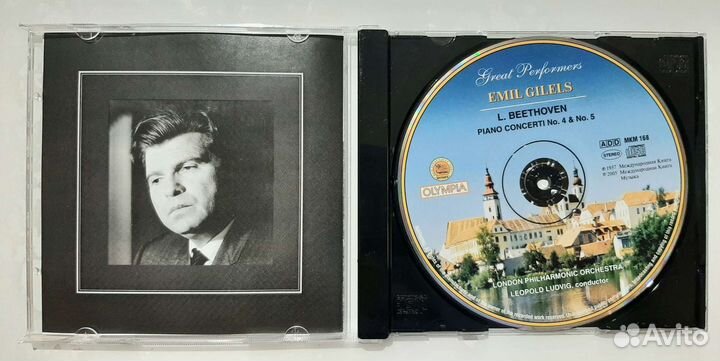 Great Performers
EMIL GILELS
L. BEETHOVEN
PIANO CONCERTI No. 4 & No. 5
ADD MKM 168
STEREO
OLYMPIA
℗ 1957 Международная Книга
℗ 2005 Международная Книга
Музыка
LONDON PHILHARMONIC ORCHESTRA
LEOPOLD LUDVIG, conductor
Avito